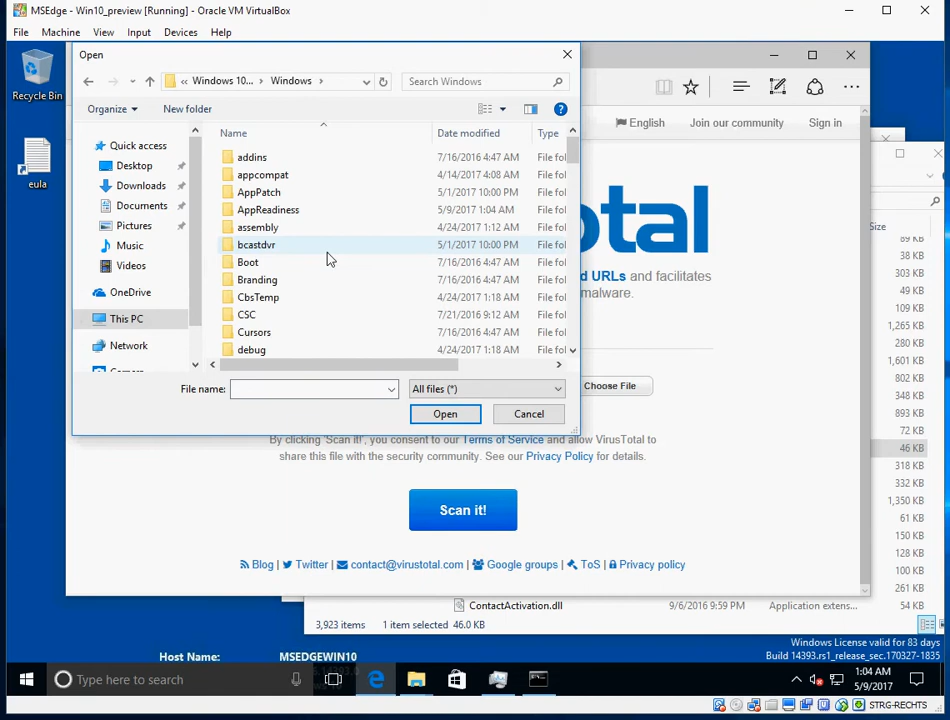 MSEdge - Win10_preview [Running] - Oracle VM VirtualBox
File Machine View Input Devices Help
Recycle Bin
eula
Open
« Windows 10... > Windows >
Search Windows
Organize
New folder
English
Join our community
Sign in
Name
Date modified
Type
Quick access
Desktop
Downloads
Documents
Pictures
Music
Videos
OneDrive
This PC
Network
addins 7/16/2016 4:47 AM File fol
appcompat 4/14/2017 4:08 AM File fol
AppPatch 5/1/2017 10:00 PM File fol
AppReadiness 5/9/2017 1:04 AM File fol
assembly 4/24/2017 1:12 AM File fol
bcastdvr 5/1/2017 10:00 PM File fol
Boot 7/16/2016 4:47 AM File fol
Branding 7/16/2016 4:47 AM File fol
CbsTemp 4/24/2017 1:18 AM File fol
CSC 7/21/2016 9:12 AM File fol
Cursors 7/16/2016 4:47 AM File fol
debug 4/24/2017 1:18 AM File fol
File name:
All files (*)
Open
Cancel
otal
d URLs and facilitates
malware.
Choose File
By clicking 'Scan it!', you consent to our Terms of Service and allow VirusTotal to
share this file with the security community. See our Privacy Policy for details.
Scan it!
Blog | Twitter | contact@virustotal.com | Google groups | ToS | Privacy policy
Size
89 KB
38 KB
303 KB
49 KB
109 KB
1,265 KB
280 KB
1,601 KB
802 KB
348 KB
893 KB
72 KB
46 KB
318 KB
332 KB
1,350 KB
61 KB
150 KB
128 KB
100 KB
261 KB
ContactActivation.dll 9/6/2016 9:59 PM Application extens... 54 KB
3,923 items 1 item selected 46.0 KB
Host Name: MSEDGEWIN10
Windows License valid for 83 days
Build 14393.rs1_release_sec.170327-1835
Type here to search
1:04 AM
5/9/2017
STRG-RECHTS